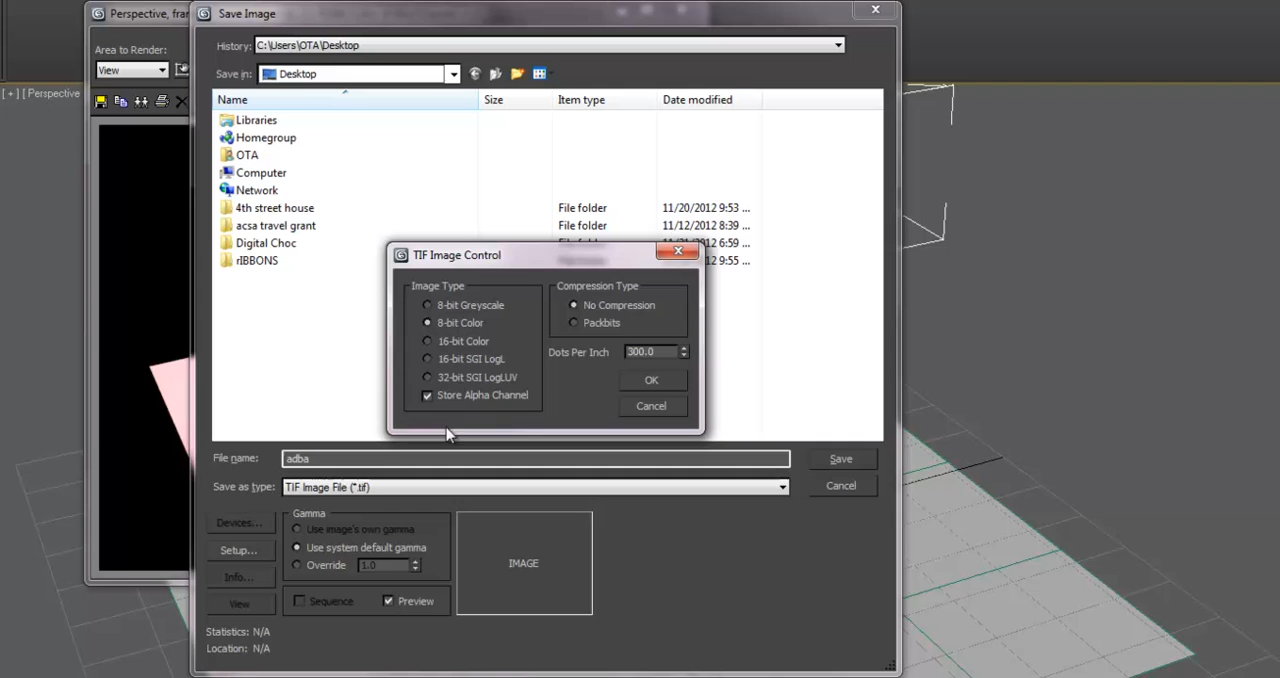 Perspective, fran
Save Image
Area to Render:
View
[ + ] [ Perspective
History: C:\Users\OTA\Desktop
Save in: Desktop
Name Size Item type Date modified
Libraries
Homegroup
OTA
Computer
Network
4th street house File folder 11/20/2012 9:53 ...
acsa travel grant File folder 11/12/2012 8:39 ...
Digital Choc 6:59 ...
rIBBONS 9:55 ...
TIF Image Control
Image Type
8-bit Greyscale
8-bit Color
16-bit Color
16-bit SGI LogL
32-bit SGI LogLUV
Store Alpha Channel
Compression Type
No Compression
Packbits
Dots Per Inch 300.0
OK
Cancel
File name: adba Save
Save as type: TIF Image File (*.tif) Cancel
Devices...
Setup...
Info...
View
Gamma
Use image's own gamma
Use system default gamma
Override 1.0
Sequence Preview
IMAGE
Statistics: N/A
Location: N/A